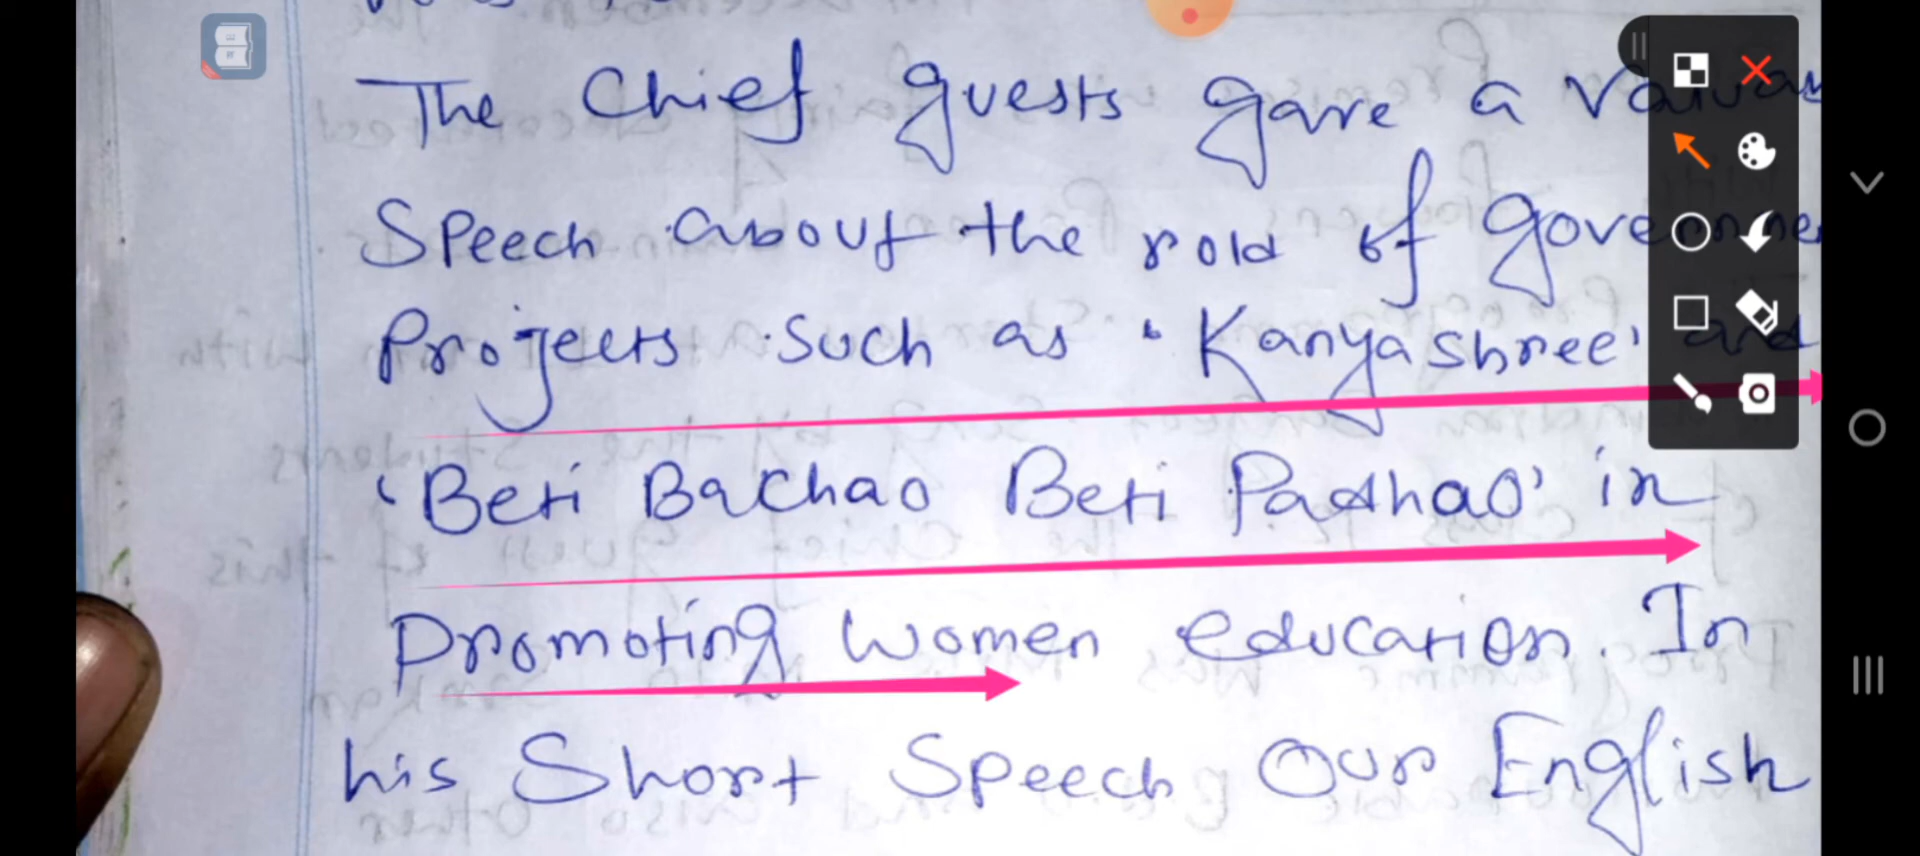 The Chief guests gave a
Speech about the rold of
Projects such as 'Kanyashree' and
'Beti Bachao Beti Padhao' in
Promoting women education. In
his Short Speech Our English